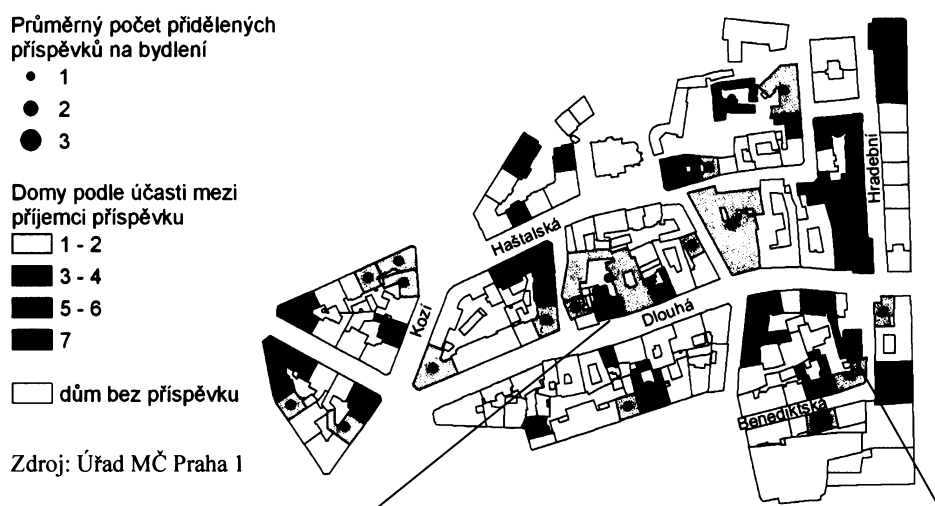 Průměrný počet přidělených
příspěvků na bydlení
1
2
3
Domy podle účasti mezi
příjemci příspěvku
1 - 2
3 - 4
5 - 6
7
dům bez příspěvku
Zdroj: Úřad MČ Praha 1
Hradební
Haštalská
Kozí
Dlouhá
Benediktská